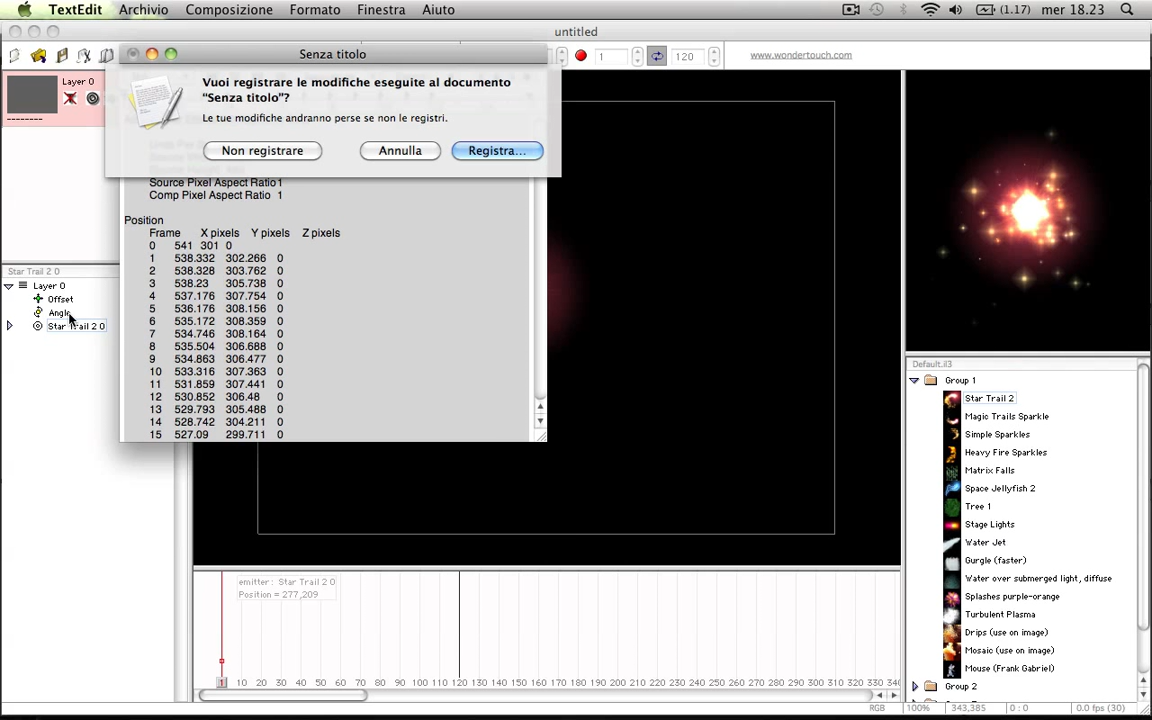 TextEdit Archivio Composizione Formato Finestra Aiuto (1.17) mer 18.23
untitled
1 120 www.wondertouch.com
Senza titolo
Vuoi registrare le modifiche eseguite al documento
“Senza titolo”?
Le tue modifiche andranno perse se non le registri.
Non registrare Annulla Registra...
Layer 0
Source Pixel Aspect Ratio 1
Comp Pixel Aspect Ratio 1
Position
Frame X pixels Y pixels Z pixels
0 541 301 0
1 538.332 302.266 0
2 538.328 303.762 0
3 538.23 305.738 0
4 537.176 307.754 0
5 536.176 308.156 0
6 535.172 308.359 0
7 534.746 308.164 0
8 535.504 306.688 0
9 534.863 306.477 0
10 533.316 307.363 0
11 531.859 307.441 0
12 530.852 306.48 0
13 529.793 305.488 0
14 528.742 304.211 0
15 527.09 299.711 0
Star Trail 2 0
Layer 0
Offset
Angle
Star Trail 2 0
emitter: Star Trail 2 0
Position = 277,209
1 10 20 30 40 50 60 70 80 90 100 110 120 130 140 150 160 170 180 190 200 210 220 230 240 250 260 270 280 290 300 310 320 330 34
Default.il3
Group 1
Star Trail 2
Magic Trails Sparkle
Simple Sparkles
Heavy Fire Sparkles
Matrix Falls
Space Jellyfish 2
Tree 1
Stage Lights
Water Jet
Gurgle (faster)
Water over submerged light, diffuse
Splashes purple-orange
Turbulent Plasma
Drips (use on image)
Mosaic (use on image)
Mouse (Frank Gabriel)
Group 2
RGB 100% 343,385 0 : 0 0.0 fps (30)